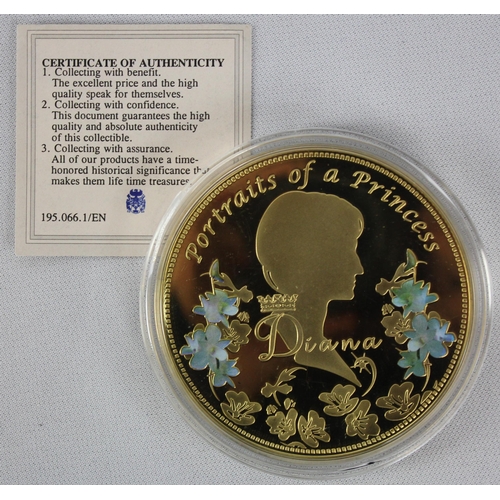 CERTIFICATE OF AUTHENTICITY
1. Collecting with benefit.
The excellent price and the high
quality speak for themselves.
2. Collecting with confidence.
This document guarantees the high
quality and absolute authenticity
of this collectible.
3. Collecting with assurance.
All of our products have a time-
honored historical significance that
makes them life time treasures.
195.066.1/EN
Portraits of a Princess
Diana